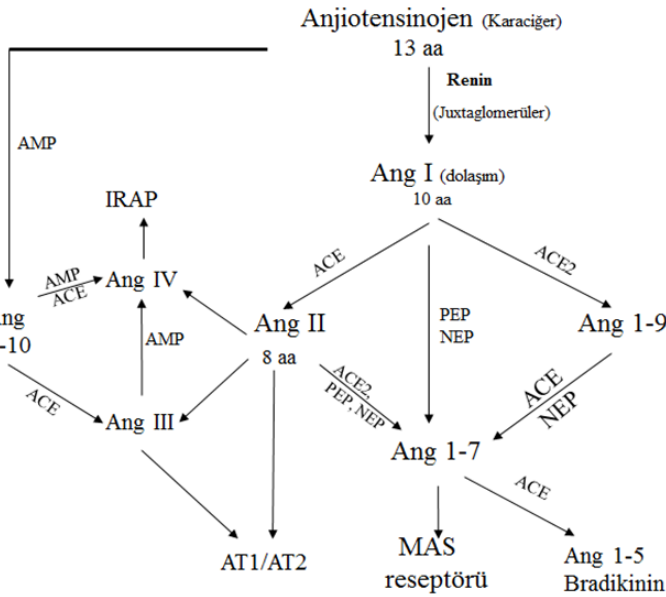 Anjiotensinojen (Karaciğer)
13 aa
Renin
(Juxtaglomerüler)
AMP
Ang I (dolaşım)
10 aa
IRAP
ACE
ACE2
AMP
ACE
Ang IV
PEP
NEP
ng
-10
AMP
Ang II
8 aa
Ang 1-9
ACE
ACE2,
PEP, NEP
ACE
NEP
Ang III
Ang 1-7
ACE
AT1/AT2
MAS
reseptörü
Ang 1-5
Bradikinin